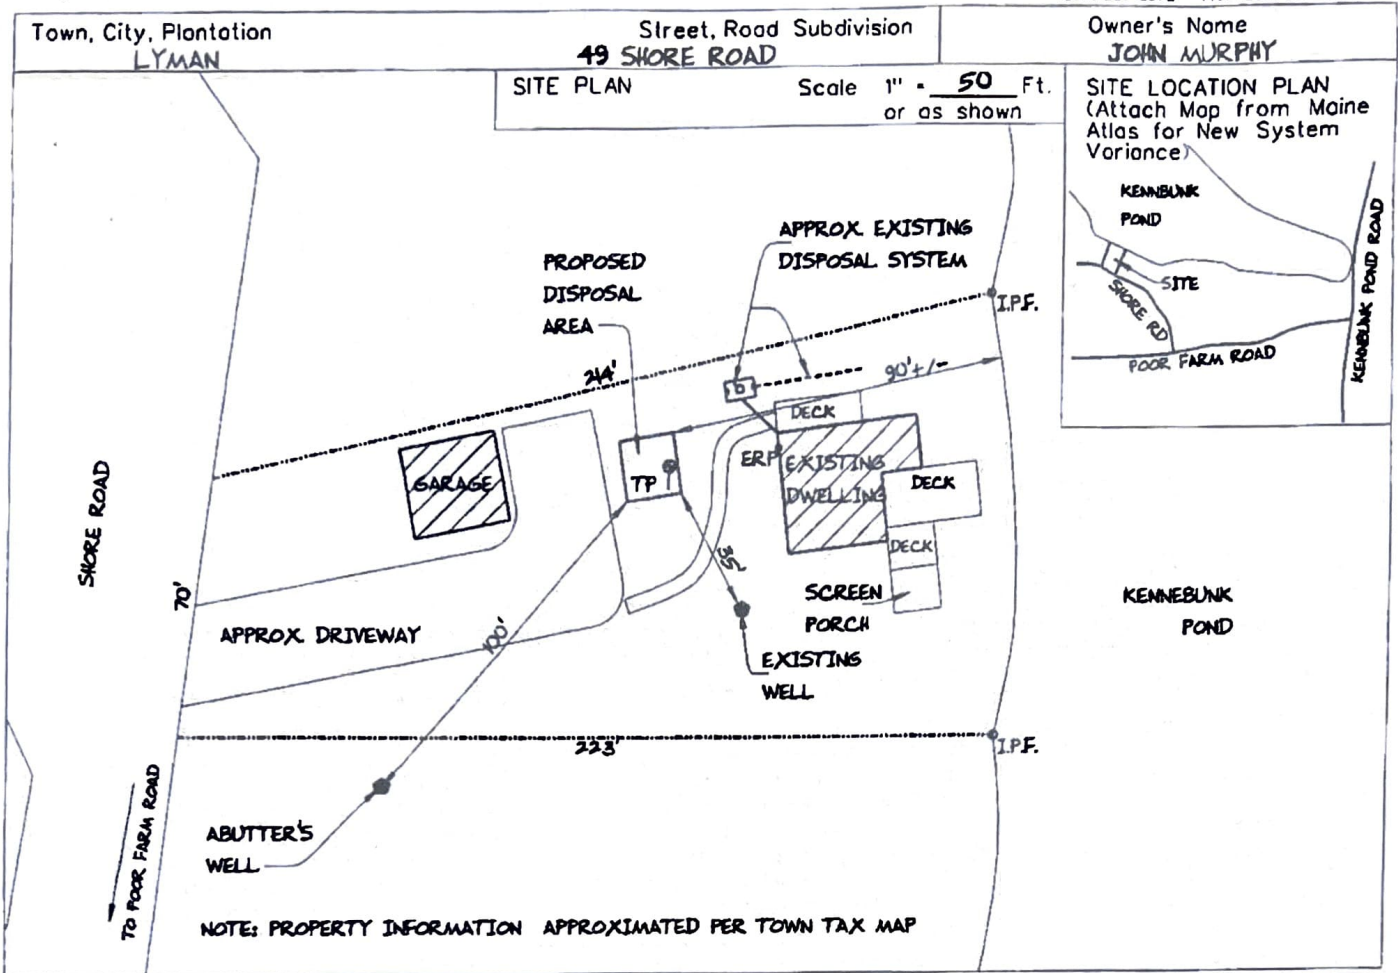 Town, City, Plantation
LYMAN
Street, Road Subdivision
49 SHORE ROAD
Owner's Name
JOHN MURPHY
SITE PLAN
Scale 1" = 50 Ft.
or as shown
SITE LOCATION PLAN
(Attach Map from Maine
Atlas for New System
Variance)
KENNBUNK
POND
SITE
SHORE RD
POOR FARM ROAD
KENNEBUNK POND ROAD
APPROX. EXISTING
DISPOSAL SYSTEM
PROPOSED
DISPOSAL
AREA
I.P.F.
214'
90'+/-
DECK
GARAGE
TP
ERP
EXISTING
DWELLING
DECK
DECK
SHORE ROAD
70'
35'
SCREEN
PORCH
KENNEBUNK
POND
APPROX. DRIVEWAY
100'
EXISTING
WELL
223'
I.P.F.
TO POOR FARM ROAD
ABUTTER'S
WELL
NOTE: PROPERTY INFORMATION APPROXIMATED PER TOWN TAX MAP